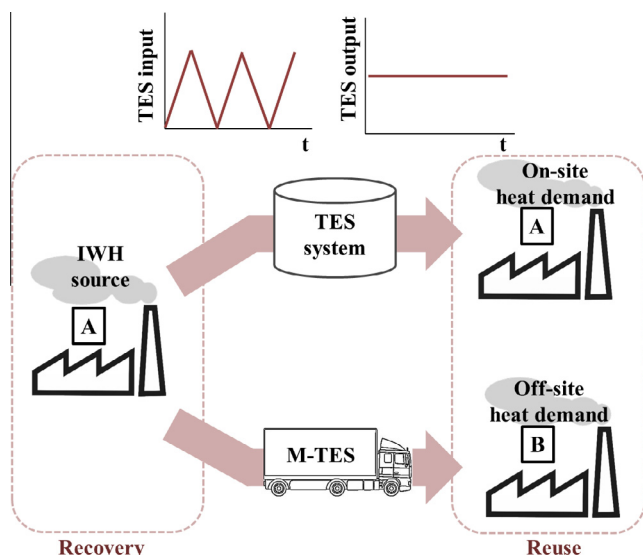 TES input
t
TES output
t
IWH
source
A
TES
system
On-site
heat demand
A
M-TES
Off-site
heat demand
B
Recovery
Reuse